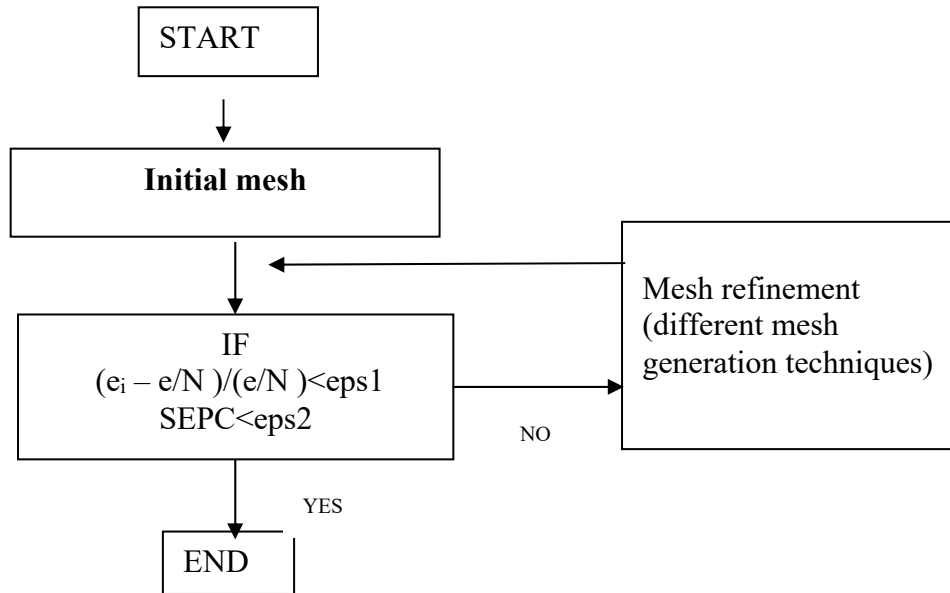 START
Initial mesh
IF
(eᵢ – e/N )/(e/N )<eps1
SEPC<eps2
NO
Mesh refinement
(different mesh
generation techniques)
YES
END